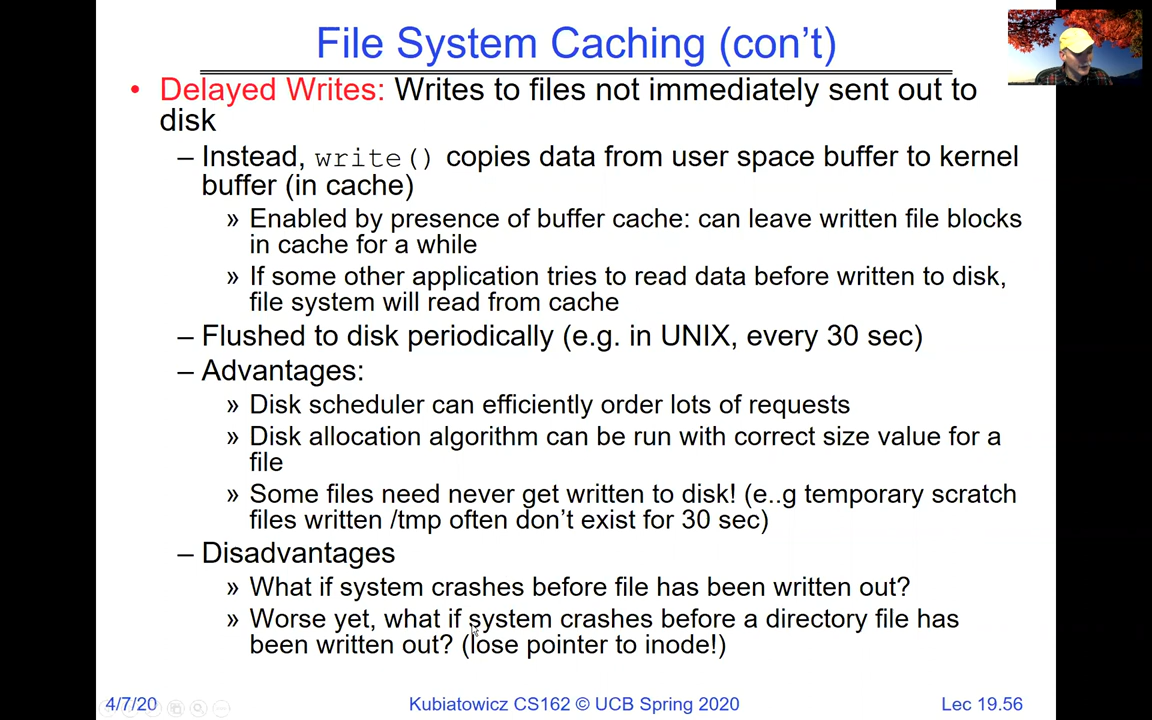 File System Caching (con’t)
• Delayed Writes: Writes to files not immediately sent out to
disk
– Instead, write() copies data from user space buffer to kernel
buffer (in cache)
» Enabled by presence of buffer cache: can leave written file blocks
in cache for a while
» If some other application tries to read data before written to disk,
file system will read from cache
– Flushed to disk periodically (e.g. in UNIX, every 30 sec)
– Advantages:
» Disk scheduler can efficiently order lots of requests
» Disk allocation algorithm can be run with correct size value for a
file
» Some files need never get written to disk! (e..g temporary scratch
files written /tmp often don’t exist for 30 sec)
– Disadvantages
» What if system crashes before file has been written out?
» Worse yet, what if system crashes before a directory file has
been written out? (lose pointer to inode!)
4/7/20
Kubiatowicz CS162 © UCB Spring 2020
Lec 19.56